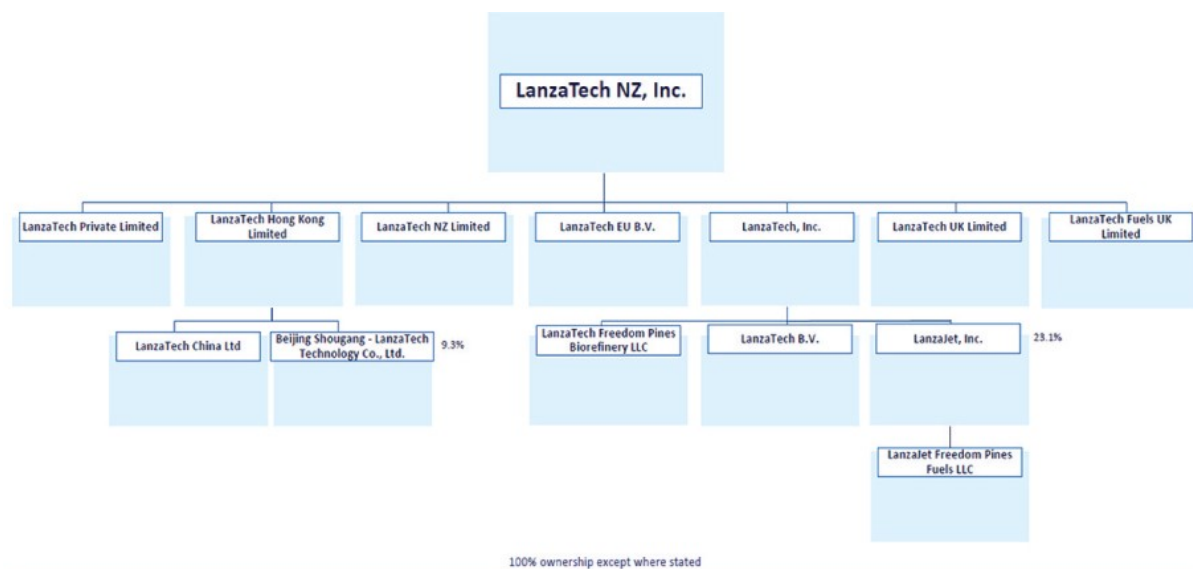 LanzaTech NZ, Inc.
LanzaTech Private Limited
LanzaTech Hong Kong
Limited
LanzaTech NZ Limited
LanzaTech EU B.V.
LanzaTech, Inc.
LanzaTech UK Limited
LanzaTech Fuels UK
Limited
LanzaTech China Ltd
Beijing Shougang - LanzaTech
Technology Co., Ltd.
9.3%
LanzaTech Freedom Pines
Biorefinery LLC
LanzaTech B.V.
LanzaJet, Inc.
23.1%
LanzaJet Freedom Pines
Fuels LLC
100% ownership except where stated